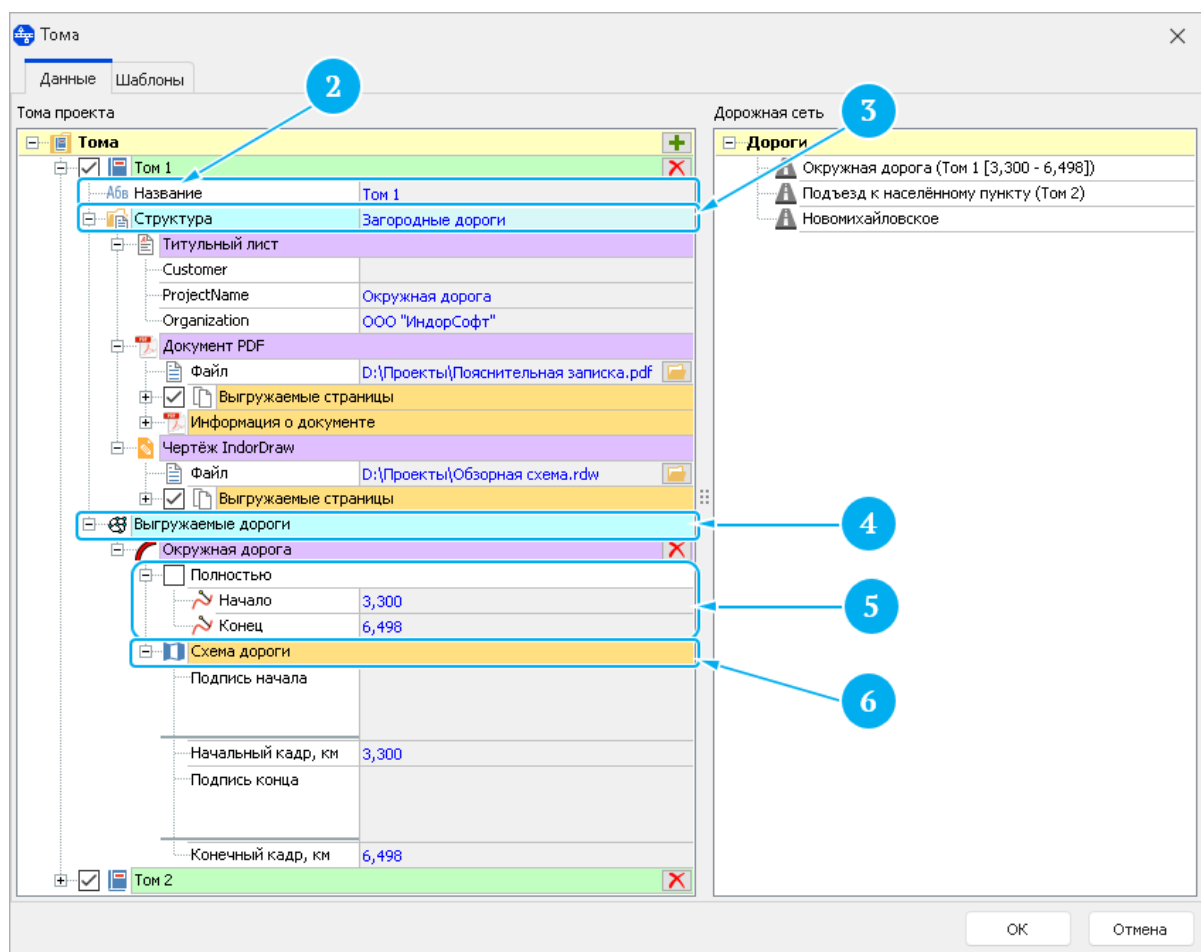 Тома
Данные Шаблоны
2
Тома проекта
Дорожная сеть
3
Тома
Дороги
Том 1
Окружная дорога (Том 1 [3,300 - 6,498])
Абв Название Том 1
Подъезд к населённому пункту (Том 2)
Структура Загородные дороги
Новомихайловское
Титульный лист
Customer
ProjectName Окружная дорога
Organization ООО "ИндорСофт"
Документ PDF
Файл D:\Проекты\Пояснительная записка.pdf
Выгружаемые страницы
Информация о документе
Чертёж IndorDraw
Файл D:\Проекты\Обзорная схема.rdw
Выгружаемые страницы
Выгружаемые дороги
4
Окружная дорога
Полностью
Начало 3,300
5
Конец 6,498
Схема дороги
Подпись начала
6
Начальный кадр, км 3,300
Подпись конца
Конечный кадр, км 6,498
Том 2
ОК Отмена